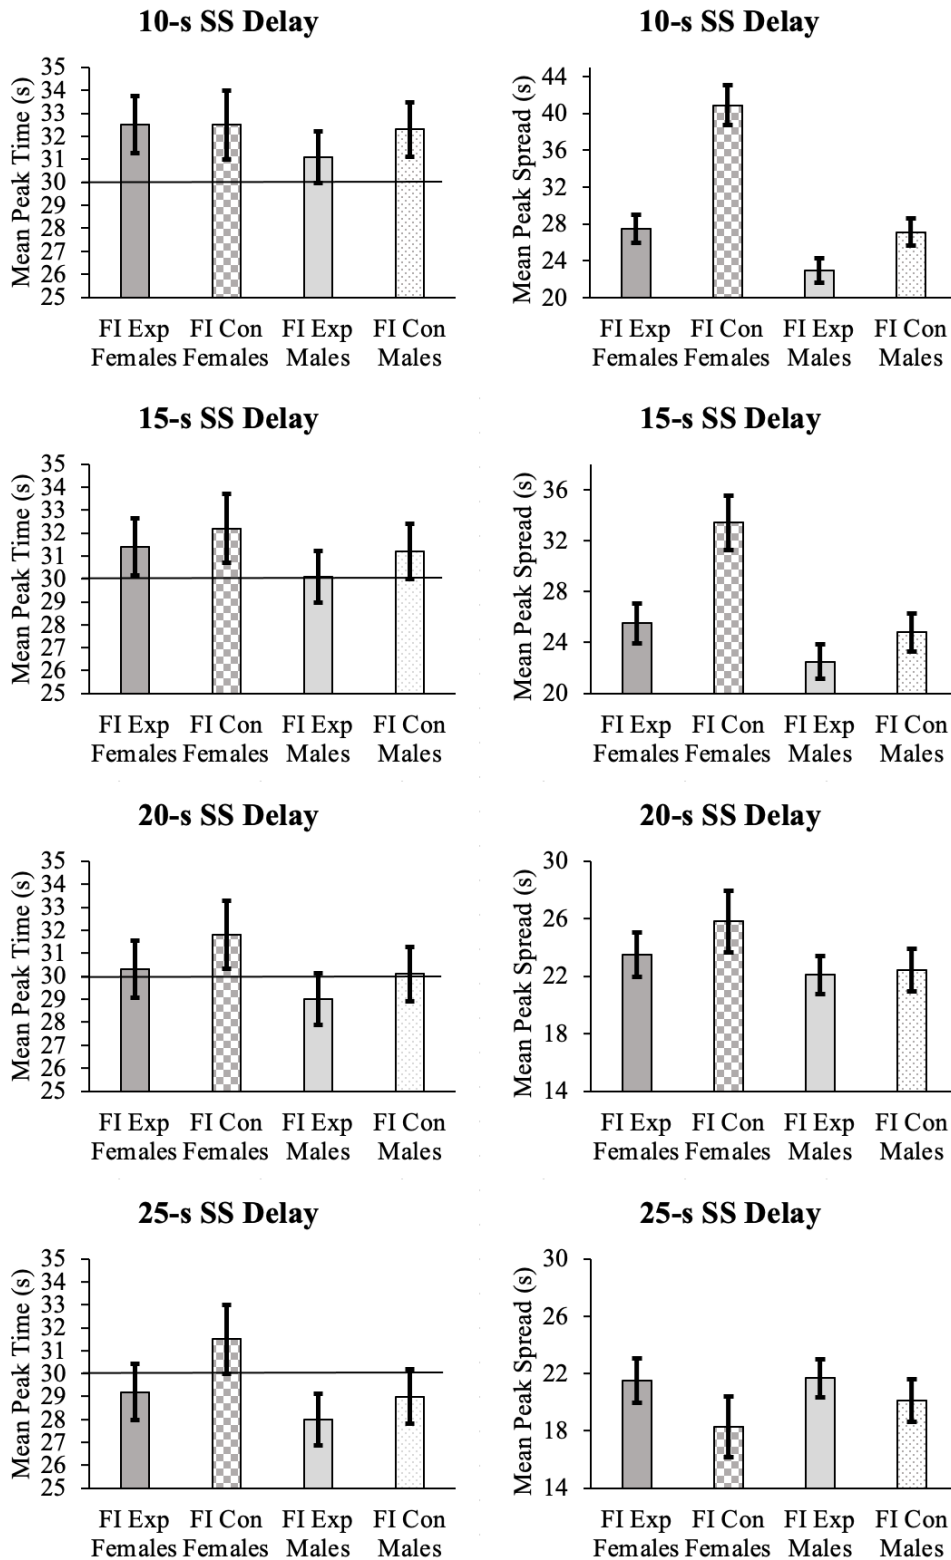 10-s SS Delay
Mean Peak Time (s)
35
34
33
32
31
30
29
28
27
26
25
FI Exp FI Con FI Exp FI Con
Females Females Males Males
10-s SS Delay
Mean Peak Spread (s)
44
40
36
32
28
24
20
FI Exp FI Con FI Exp FI Con
Females Females Males Males
15-s SS Delay
Mean Peak Time (s)
35
34
33
32
31
30
29
28
27
26
25
FI Exp FI Con FI Exp FI Con
Females Females Males Males
15-s SS Delay
Mean Peak Spread (s)
36
32
28
24
20
FI Exp FI Con FI Exp FI Con
Females Females Males Males
20-s SS Delay
Mean Peak Time (s)
35
34
33
32
31
30
29
28
27
26
25
FI Exp FI Con FI Exp FI Con
Females Females Males Males
20-s SS Delay
Mean Peak Spread (s)
30
26
22
18
14
FI Exp FI Con FI Exp FI Con
Females Females Males Males
25-s SS Delay
Mean Peak Time (s)
35
34
33
32
31
30
29
28
27
26
25
FI Exp FI Con FI Exp FI Con
Females Females Males Males
25-s SS Delay
Mean Peak Spread (s)
30
26
22
18
14
FI Exp FI Con FI Exp FI Con
Females Females Males Males